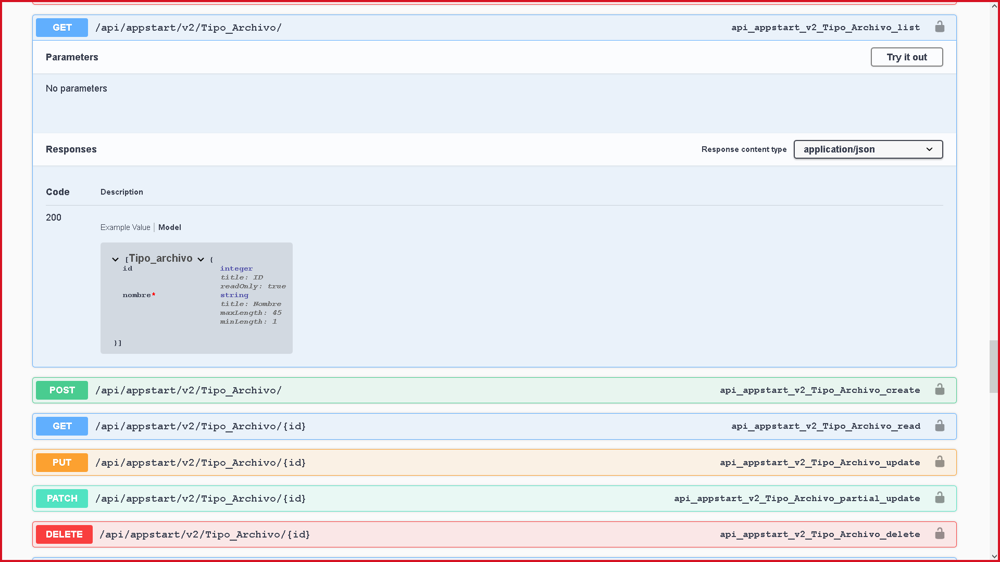 GET /api/appstart/v2/Tipo_Archivo/ api_appstart_v2_Tipo_Archivo_list
Parameters Try it out
No parameters
Responses Response content type application/json
Code Description
200
Example Value Model
[Tipo_archivo {
id integer
title: ID
readOnly: true
nombre* string
title: Nombre
maxLength: 45
minLength: 1
}]
POST /api/appstart/v2/Tipo_Archivo/ api_appstart_v2_Tipo_Archivo_create
GET /api/appstart/v2/Tipo_Archivo/{id} api_appstart_v2_Tipo_Archivo_read
PUT /api/appstart/v2/Tipo_Archivo/{id} api_appstart_v2_Tipo_Archivo_update
PATCH /api/appstart/v2/Tipo_Archivo/{id} api_appstart_v2_Tipo_Archivo_partial_update
DELETE /api/appstart/v2/Tipo_Archivo/{id} api_appstart_v2_Tipo_Archivo_delete